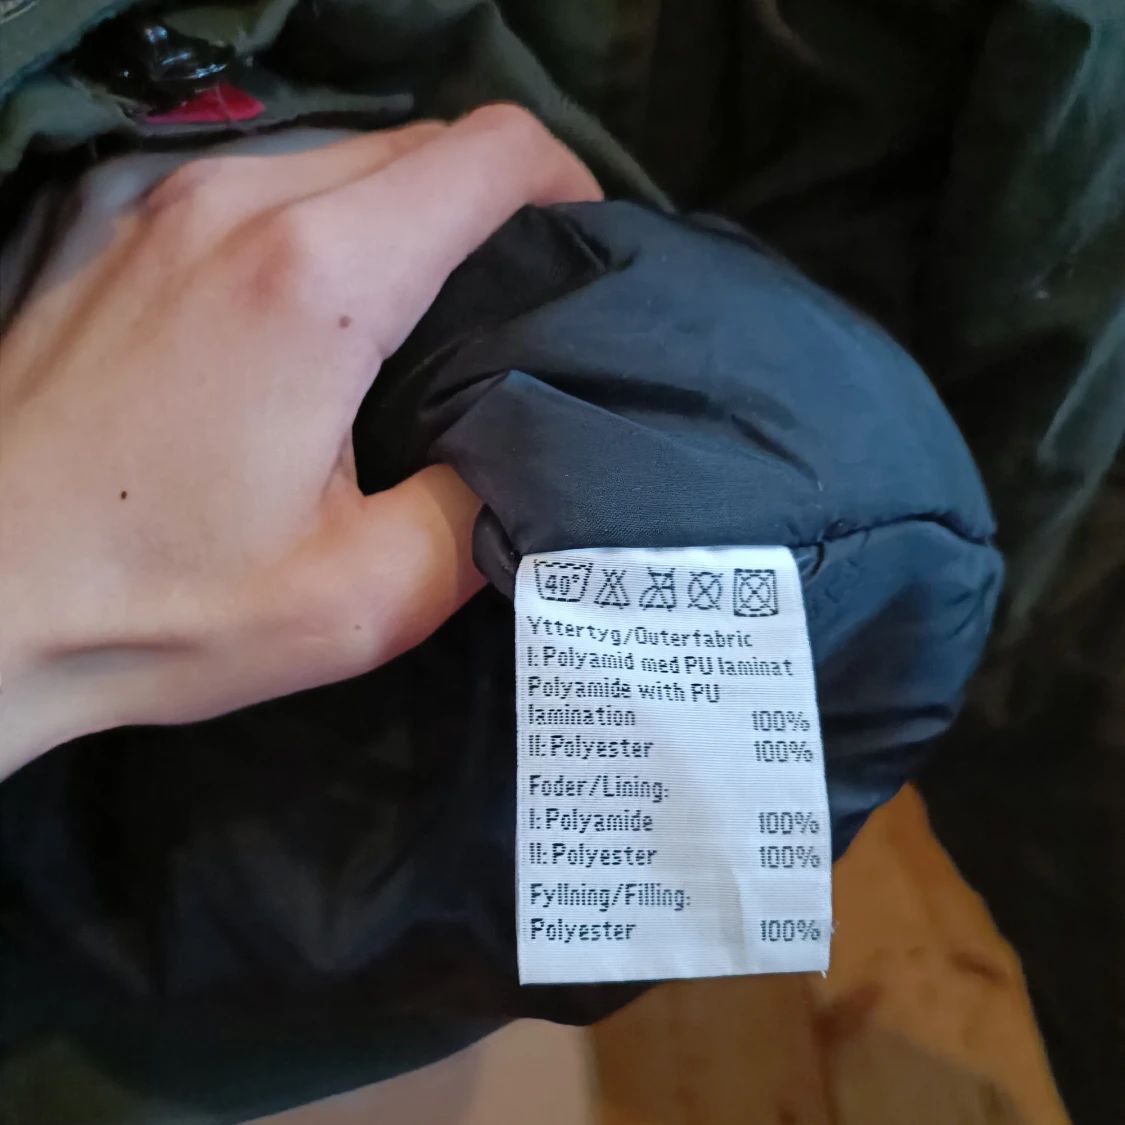 40°
Yttertyg/Outerfabric
I: Polyamid med PU laminat
Polyamide with PU
lamination 100%
II: Polyester 100%
Foder/Lining:
I: Polyamide 100%
II: Polyester 100%
Fyllning/Filling:
Polyester 100%